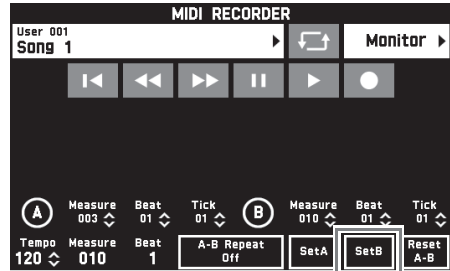 MIDI RECORDER
User 001
Song 1
Monitor
A Measure Beat Tick B Measure Beat Tick
003 01 01 010 01 01
Tempo Measure Beat A-B Repeat SetA SetB Reset
120 010 1 Off A-B